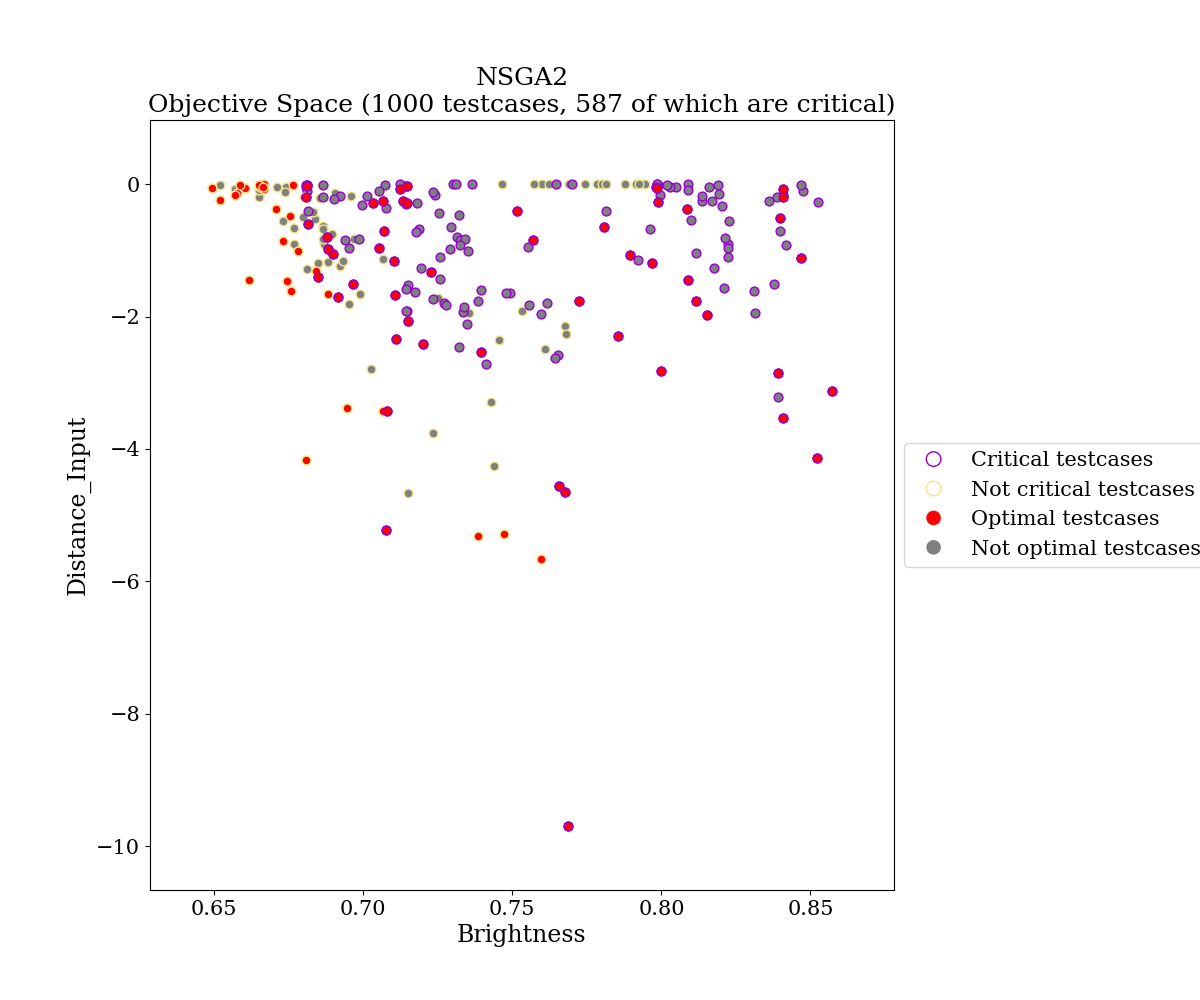 NSGA2
Objective Space (1000 testcases, 587 of which are critical)
0
−2
−4
−6
−8
−10
Distance_Input
0.65 0.70 0.75 0.80 0.85
Brightness
Critical testcases
Not critical testcases
Optimal testcases
Not optimal testcases